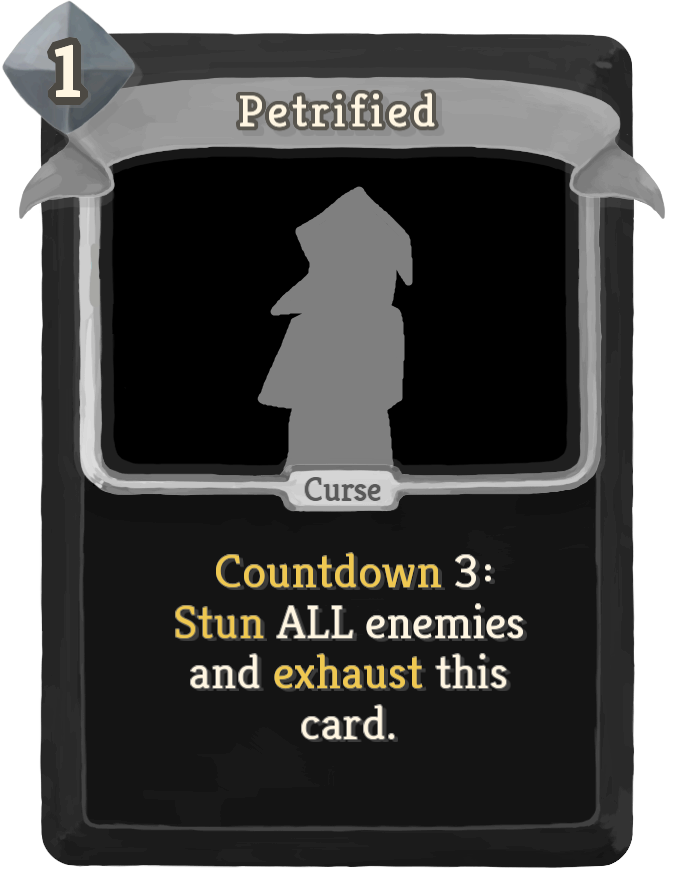 1
Petrified
Curse
Countdown 3:
Stun ALL enemies
and exhaust this
card.